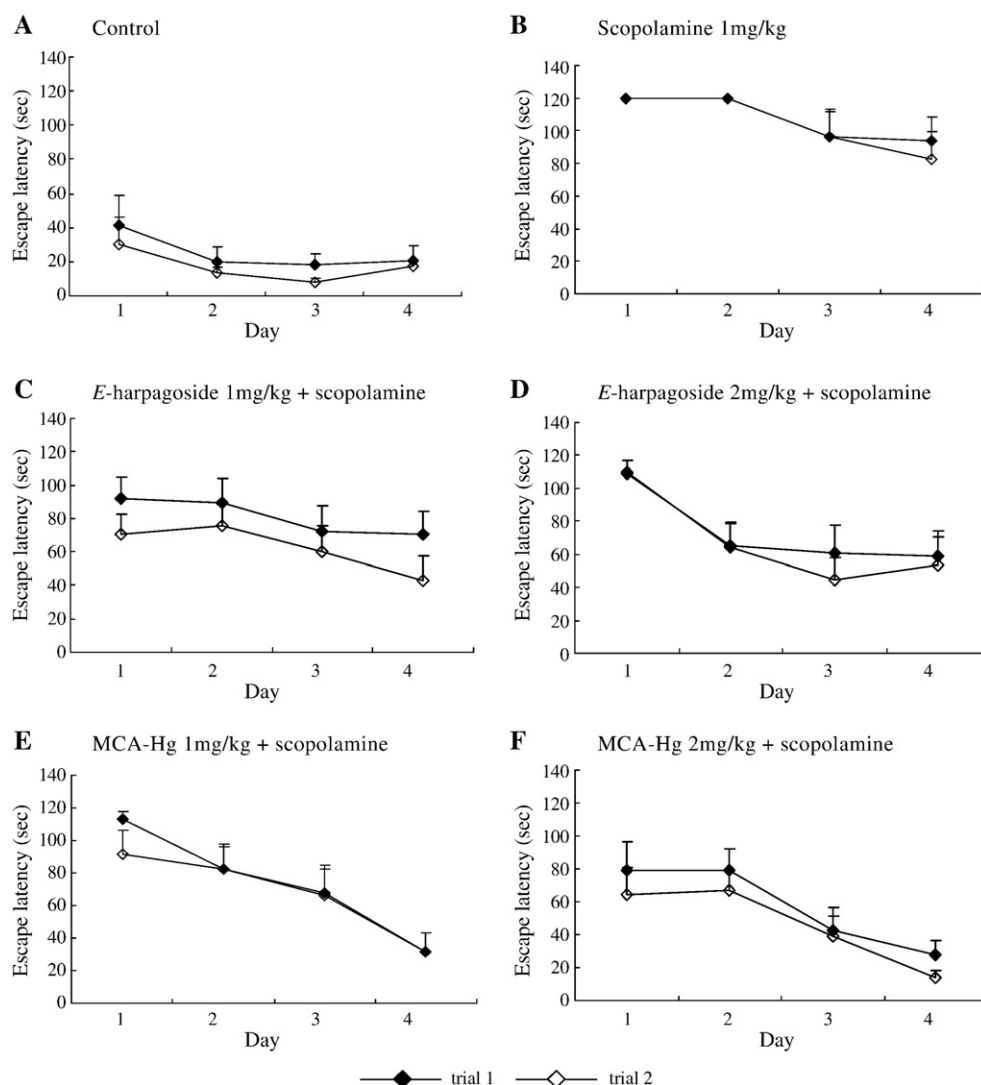 A Control
Escape latency (sec)
140
120
100
80
60
40
20
0
1 2 3 4
Day
B Scopolamine 1mg/kg
Escape latency (sec)
140
120
100
80
60
40
20
0
1 2 3 4
Day
C E-harpagoside 1mg/kg + scopolamine
Escape latency (sec)
140
120
100
80
60
40
20
0
1 2 3 4
Day
D E-harpagoside 2mg/kg + scopolamine
Escape latency (sec)
140
120
100
80
60
40
20
0
1 2 3 4
Day
E MCA-Hg 1mg/kg + scopolamine
Escape latency (sec)
140
120
100
80
60
40
20
0
1 2 3 4
Day
F MCA-Hg 2mg/kg + scopolamine
Escape latency (sec)
140
120
100
80
60
40
20
0
1 2 3 4
Day
trial 1 trial 2